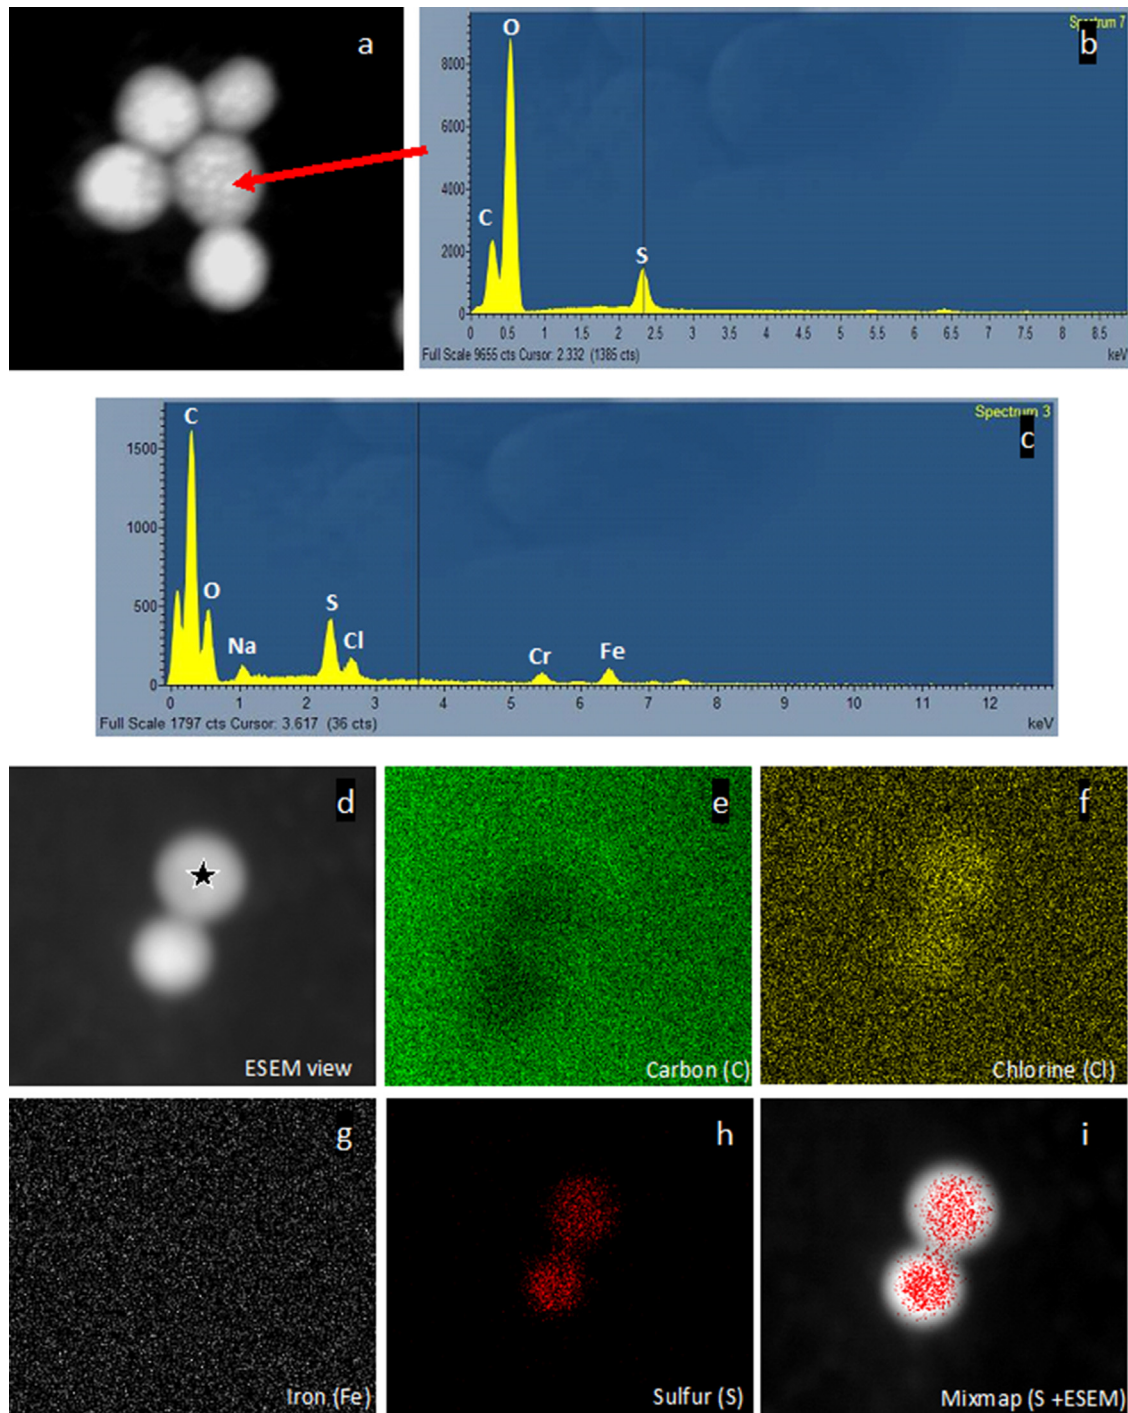 a
O
Spectrum 7
b
8000
6000
C
4000
2000
S
0
0 0.5 1 1.5 2 2.5 3 3.5 4 4.5 5 5.5 6 6.5 7 7.5 8 8.5
Full Scale 9655 cts Cursor: 2.332 (1385 cts)
keV
C
Spectrum 3
c
1500
1000
500
O
S
Na
Cl
Cr
Fe
0
0 1 2 3 4 5 6 7 8 9 10 11 12
Full Scale 1797 cts Cursor: 3.617 (36 cts)
keV
d
ESEM view
e
Carbon (C)
f
Chlorine (Cl)
g
Iron (Fe)
h
Sulfur (S)
i
Mixmap (S +ESEM)